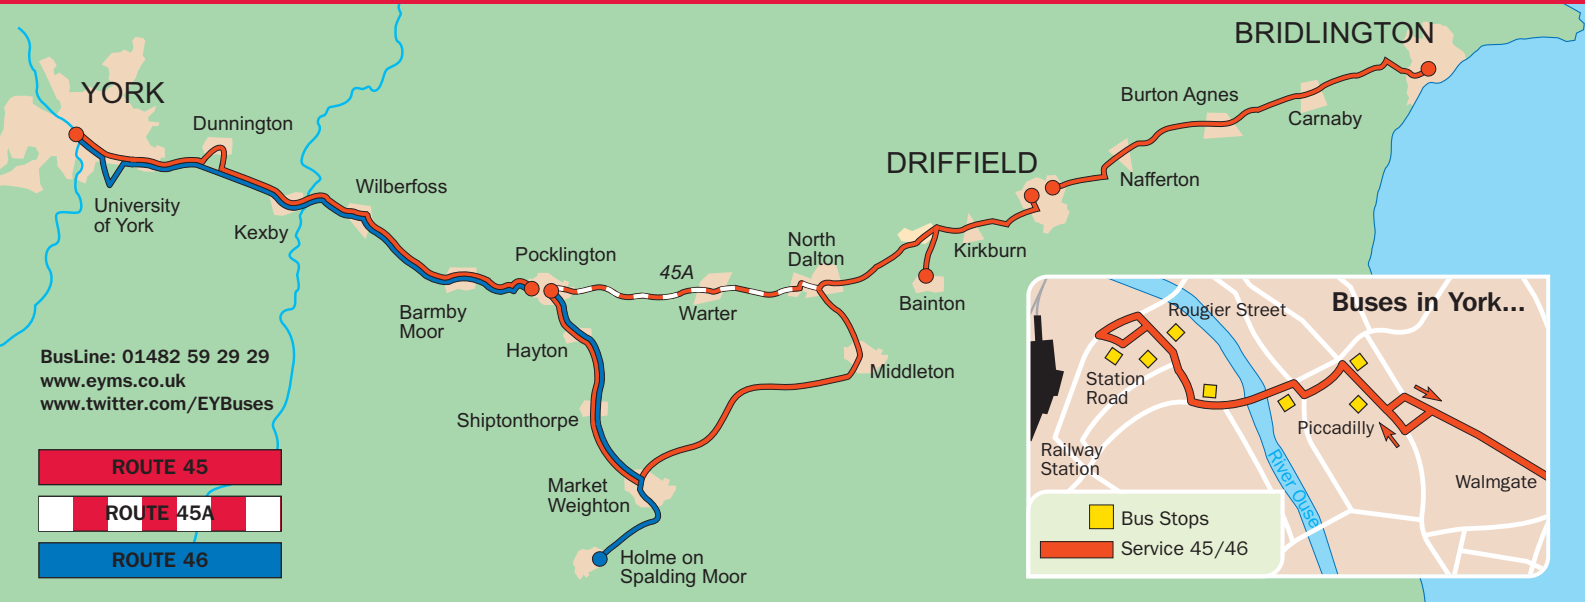 BRIDLINGTON
YORK
Burton Agnes
Carnaby
Dunnington
DRIFFIELD
Nafferton
Wilberfoss
University
of York
Kexby
Pocklington
North
Dalton
Kirkburn
45A
Barmby
Moor
Warter
Bainton
Hayton
Middleton
Shiptonthorpe
Market
Weighton
Holme on
Spalding Moor
BusLine: 01482 59 29 29
www.eyms.co.uk
www.twitter.com/EYBuses
ROUTE 45
ROUTE 45A
ROUTE 46
Buses in York...
Rougier Street
Station
Road
Piccadilly
Railway
Station
River Ouse
Walmgate
Bus Stops
Service 45/46